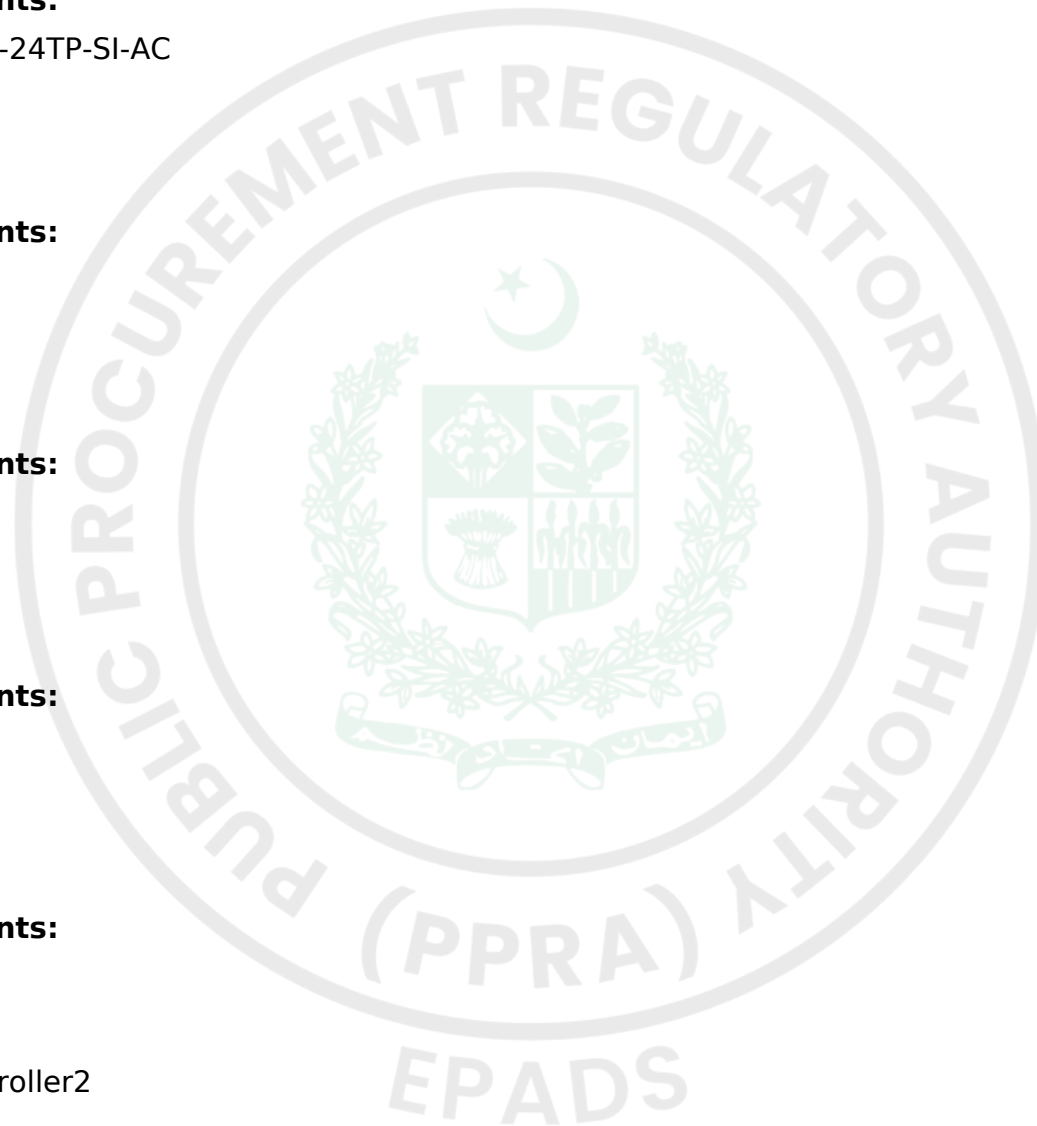 nts:
-24TP-SI-AC
nts:
nts:
nts:
nts:
roller2
PUBLIC PROCUREMENT REGULATORY AUTHORITY
(PPRA)
EPADS